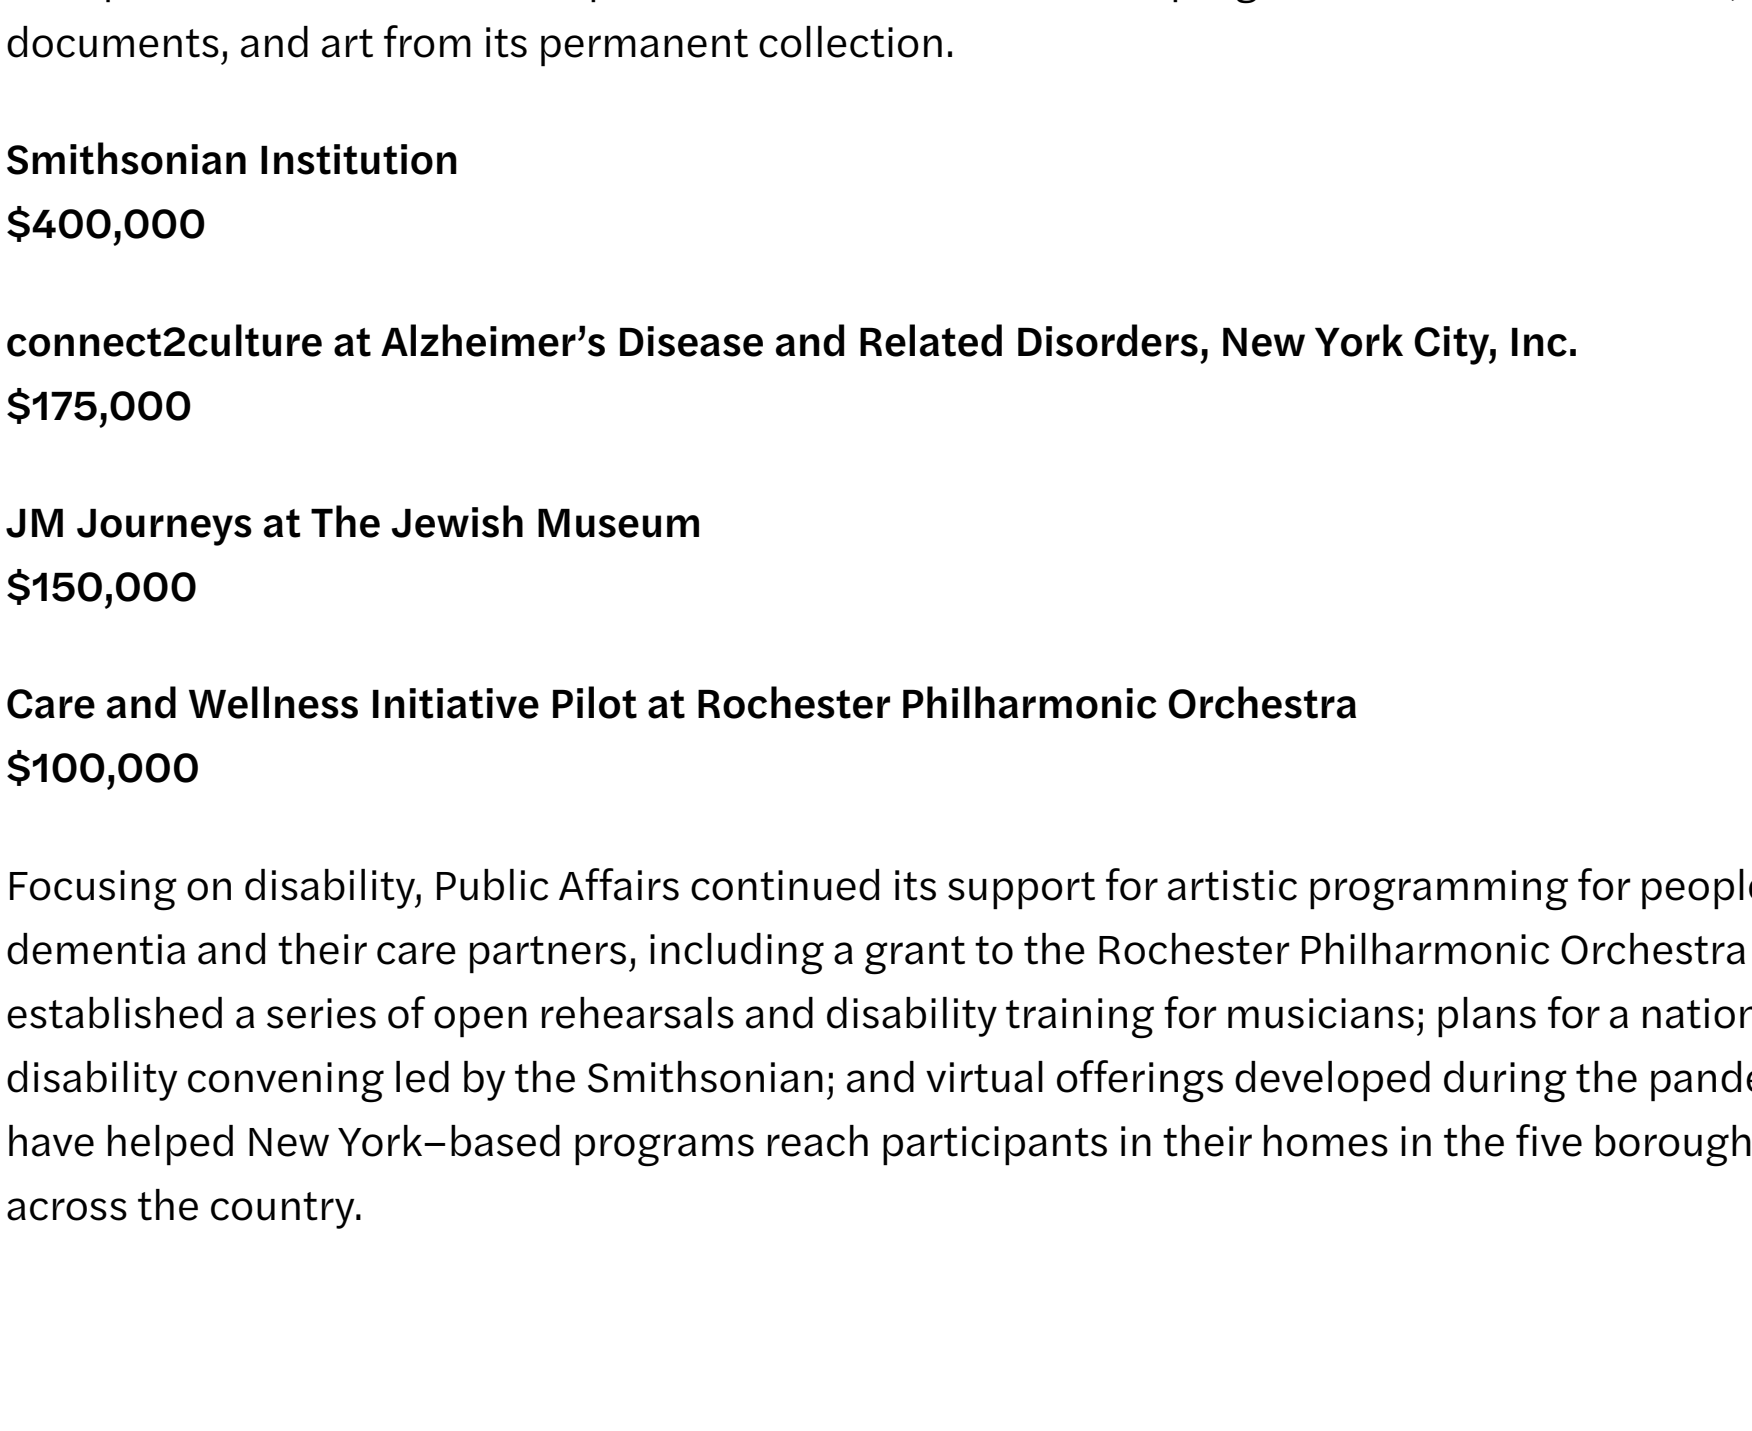 documents, and art from its permanent collection.
Smithsonian Institution
$400,000
connect2culture at Alzheimer’s Disease and Related Disorders, New York City, Inc.
$175,000
JM Journeys at The Jewish Museum
$150,000
Care and Wellness Initiative Pilot at Rochester Philharmonic Orchestra
$100,000
Focusing on disability, Public Affairs continued its support for artistic programming for
dementia and their care partners, including a grant to the Rochester Philharmonic Orchestra
established a series of open rehearsals and disability training for musicians; plans for a
disability convening led by the Smithsonian; and virtual offerings developed during the
have helped New York–based programs reach participants in their homes in the five
across the country.